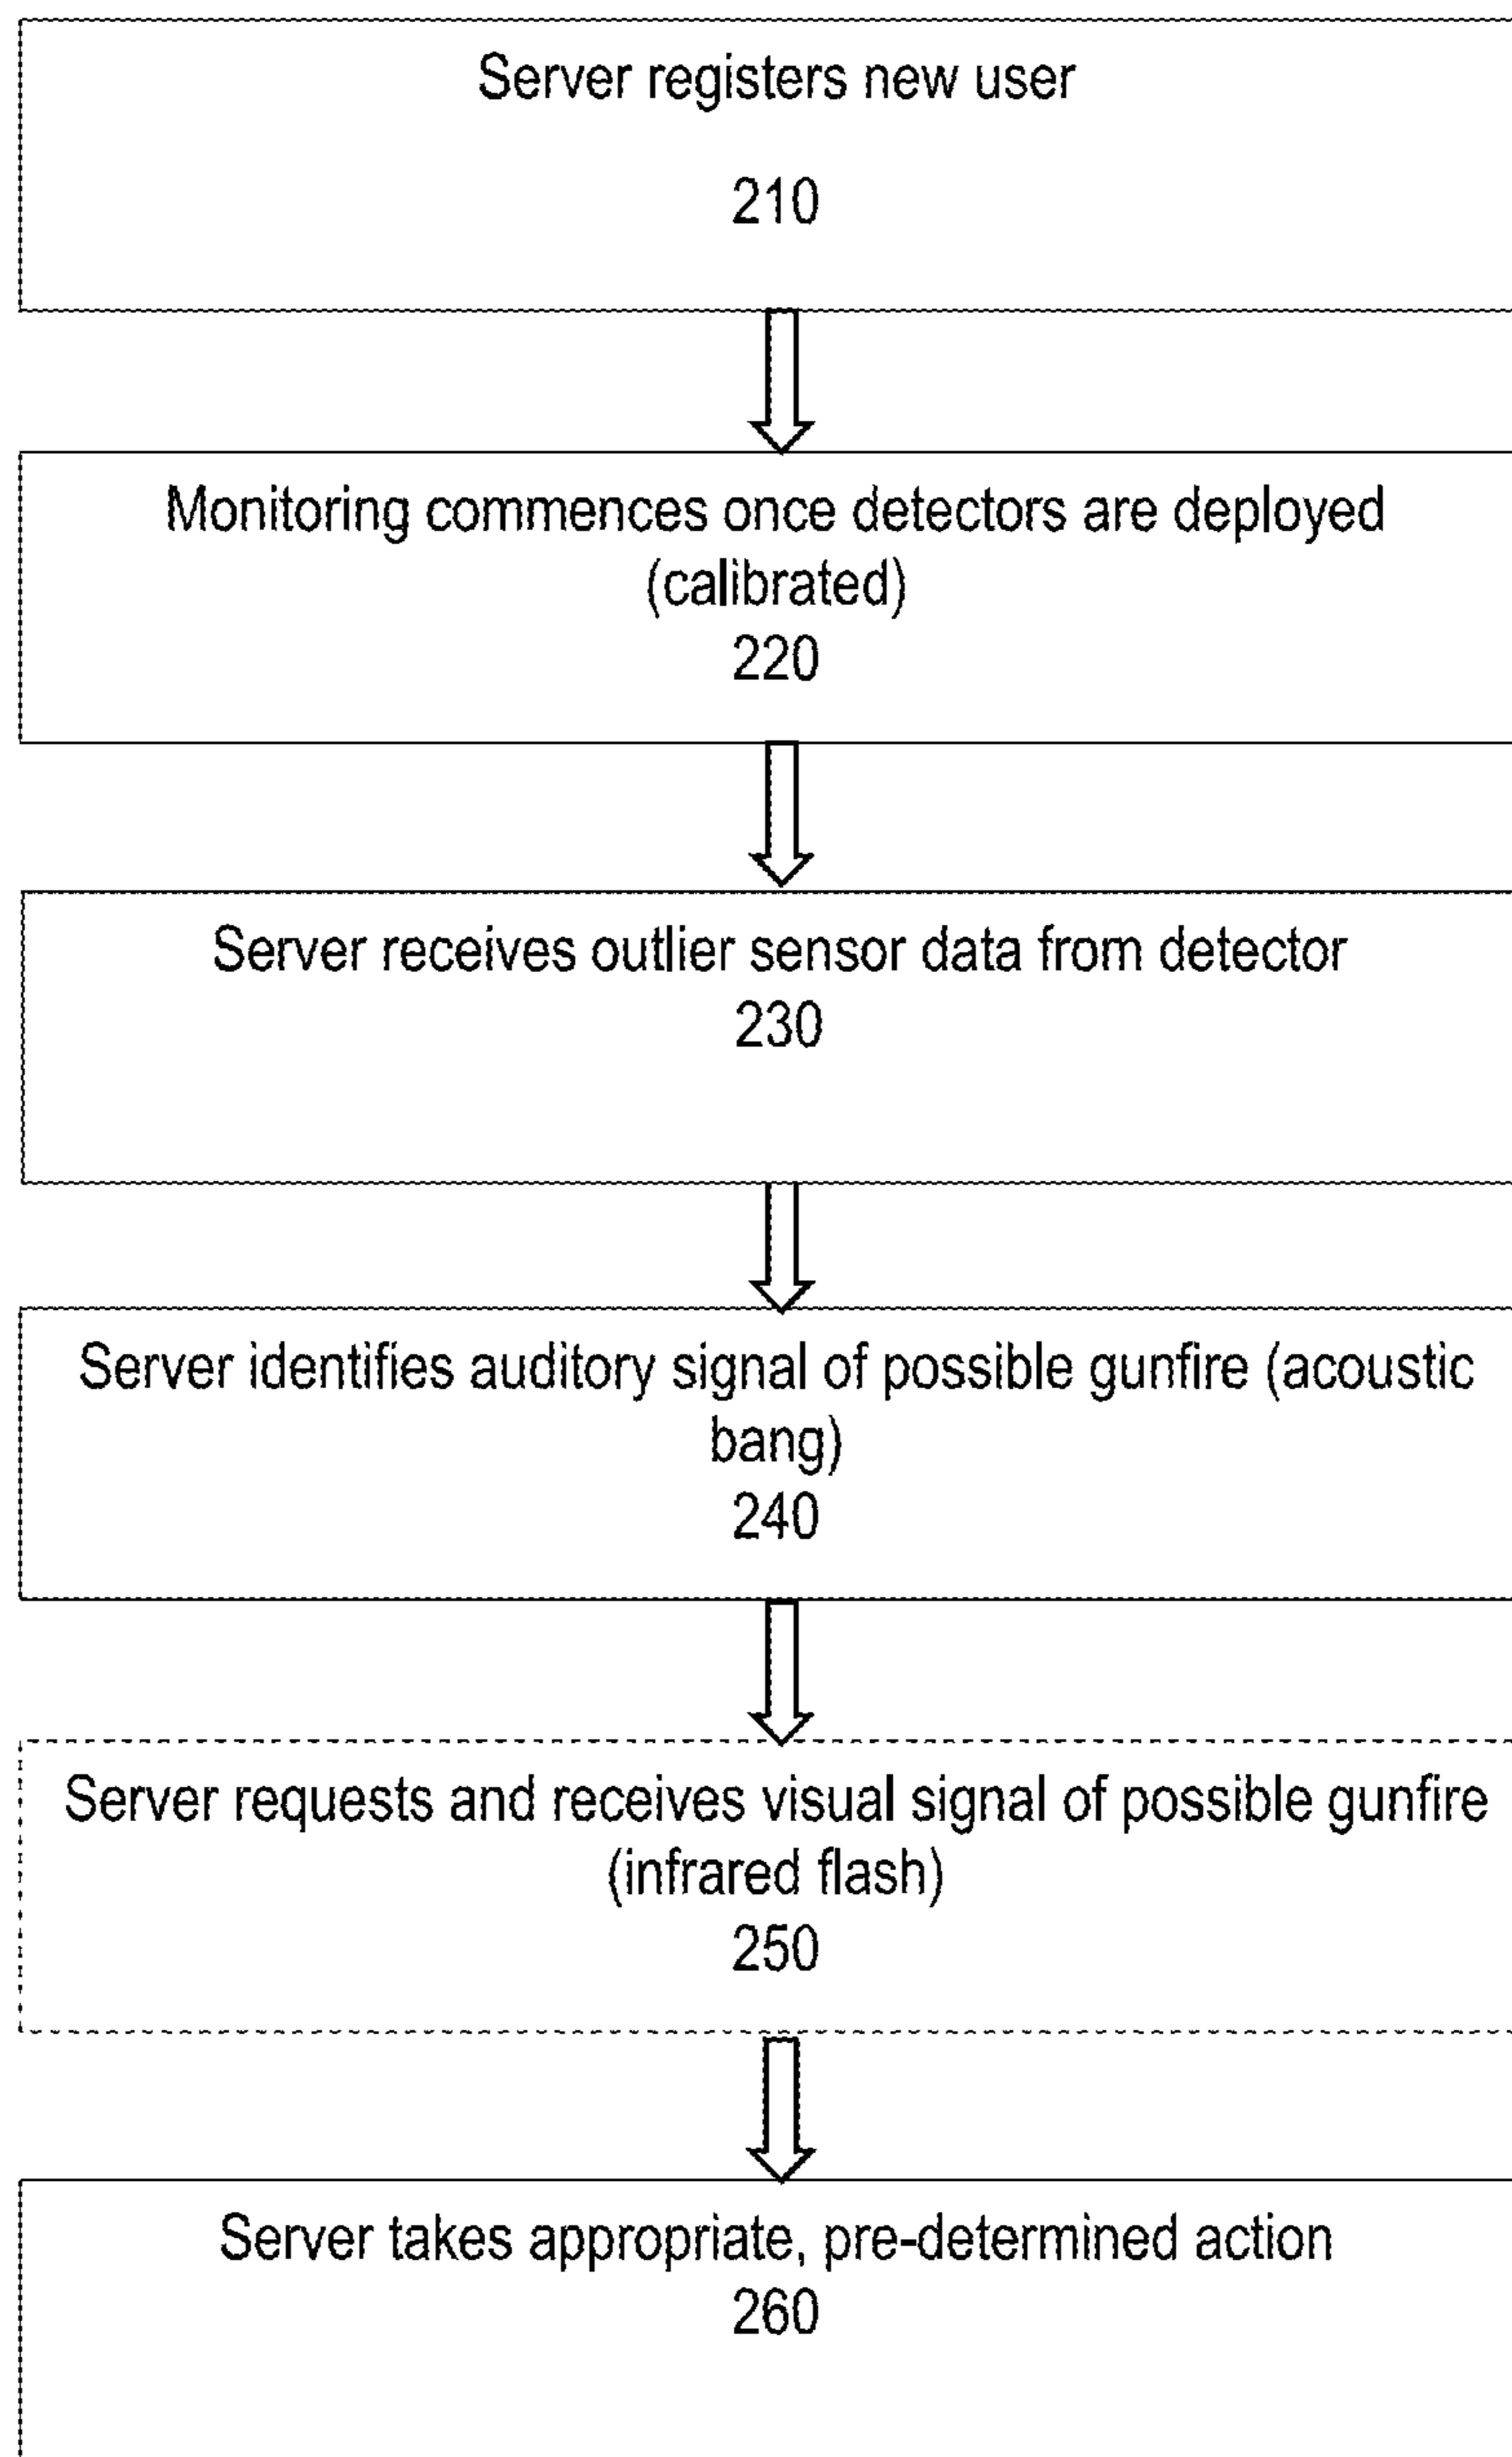 Server registers new user
210
Monitoring commences once detectors are deployed
(calibrated)
220
Server receives outlier sensor data from detector
230
Server identifies auditory signal of possible gunfire (acoustic
bang)
240
Server requests and receives visual signal of possible gunfire
(infrared flash)
250
Server takes appropriate, pre-determined action
260